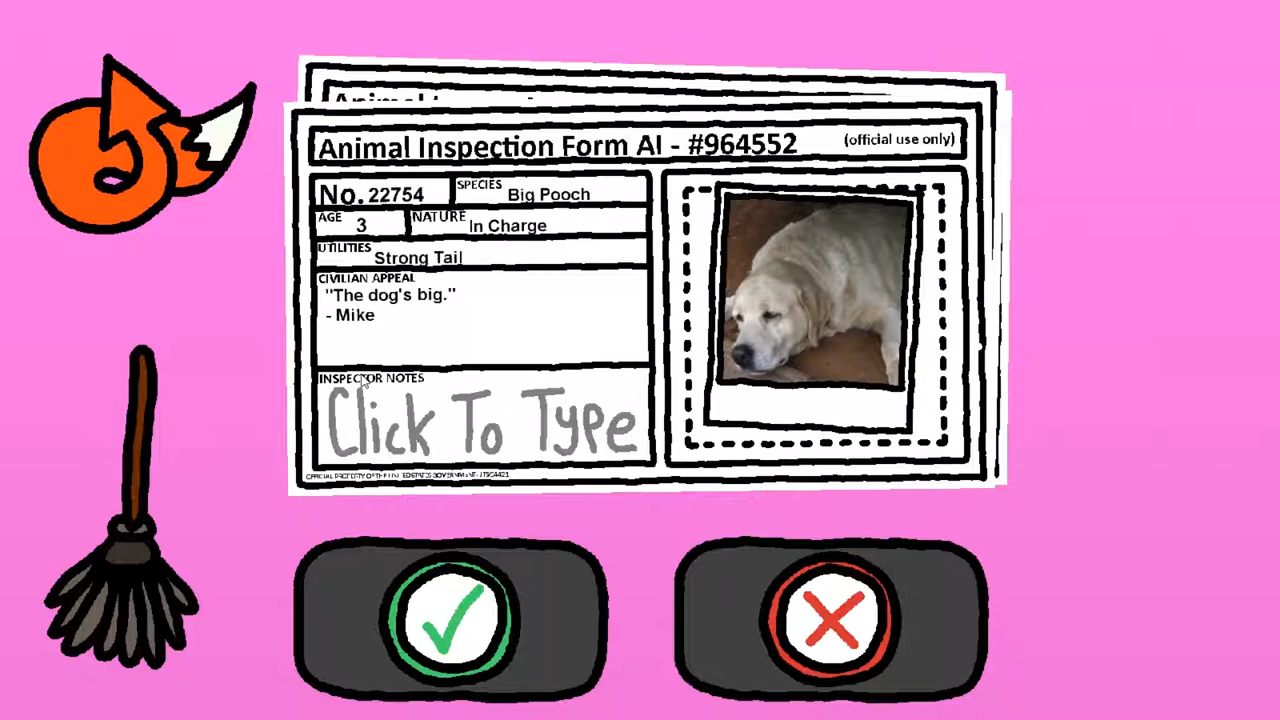 Animal Inspection Form AI - #964552 (official use only)
No. 22754
SPECIES Big Pooch
AGE 3
NATURE In Charge
UTILITIES Strong Tail
CIVILIAN APPEAL
"The dog's big."
- Mike
INSPECTOR NOTES
Click To Type